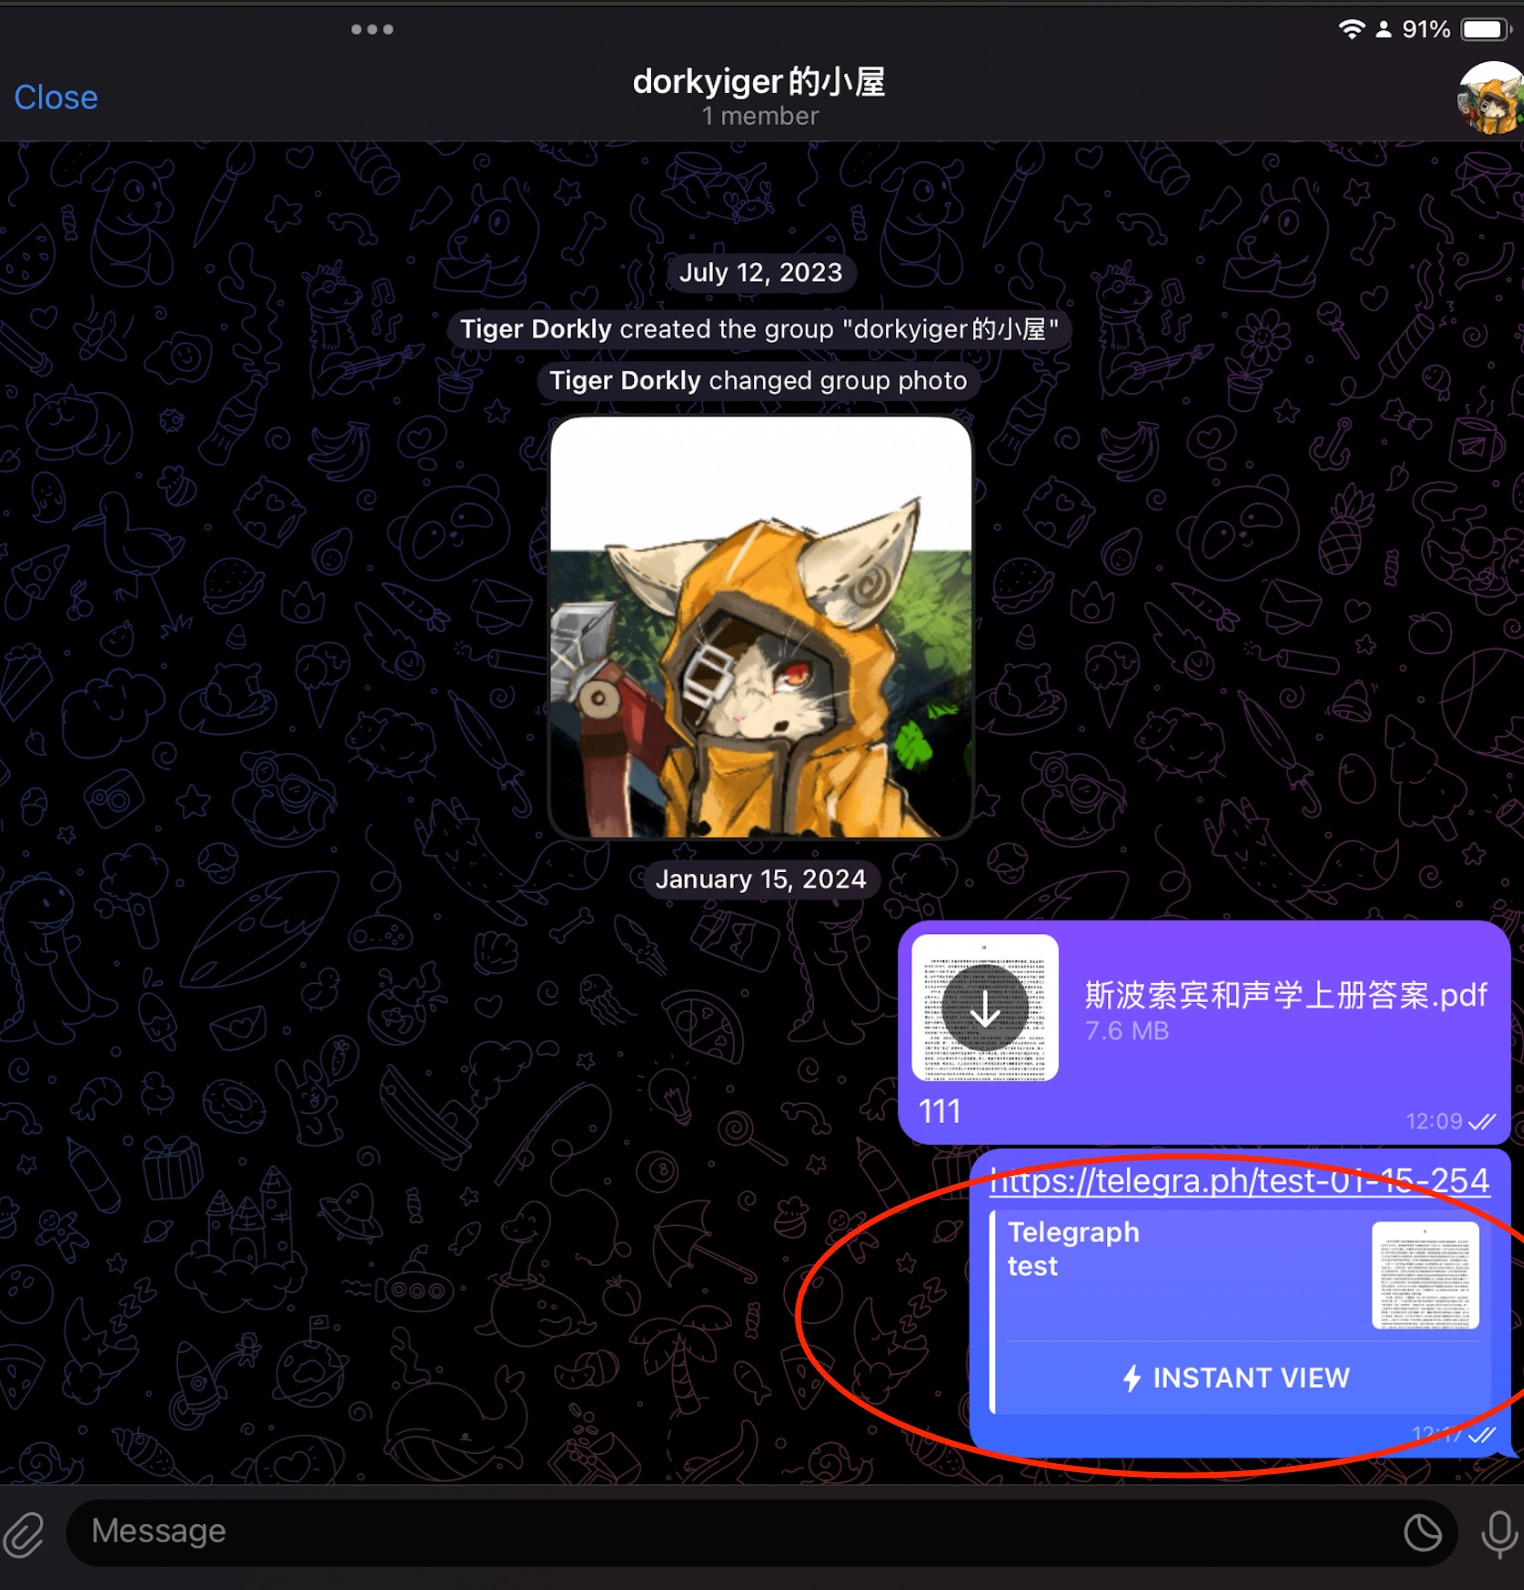 91%
Close
dorkyiger的小屋
1 member
July 12, 2023
Tiger Dorkly created the group "dorkyiger的小屋"
Tiger Dorkly changed group photo
January 15, 2024
斯波索宾和声学上册答案.pdf
7.6 MB
111
12:09
https://telegra.ph/test-01-15-254
Telegraph
test
INSTANT VIEW
12:17
Message